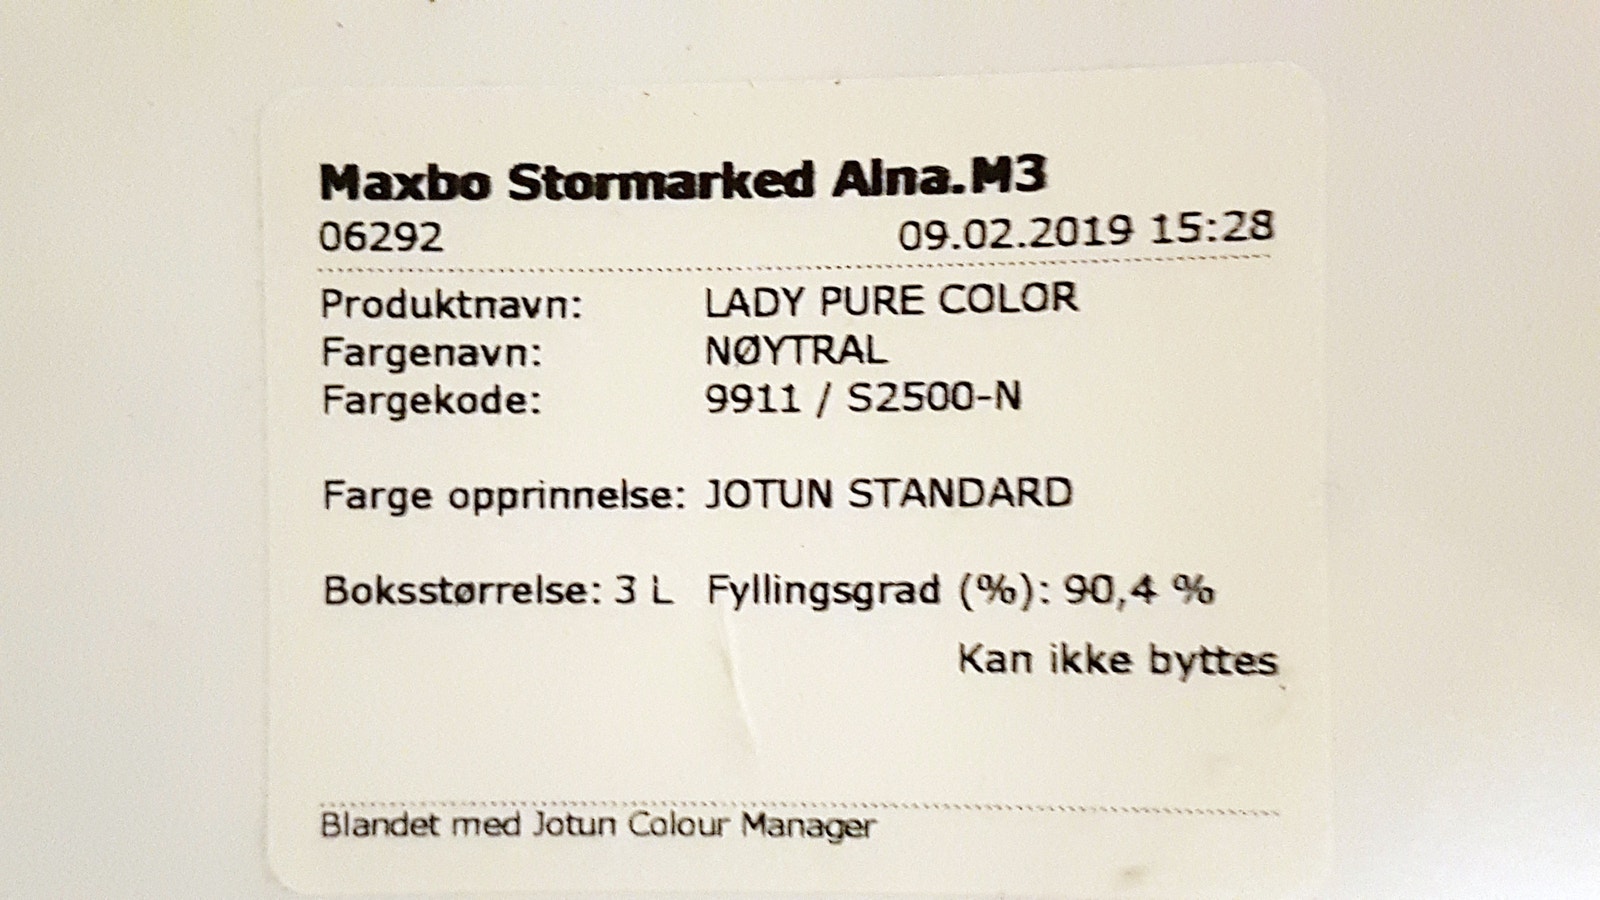 Maxbo Stormarked Alna.M3
06292 09.02.2019 15:28
Produktnavn: LADY PURE COLOR
Fargenavn: NØYTRAL
Fargekode: 9911 / S2500-N
Farge opprinnelse: JOTUN STANDARD
Boksstørrelse: 3 L Fyllingsgrad (%): 90,4 %
Kan ikke byttes
Blandet med Jotun Colour Manager